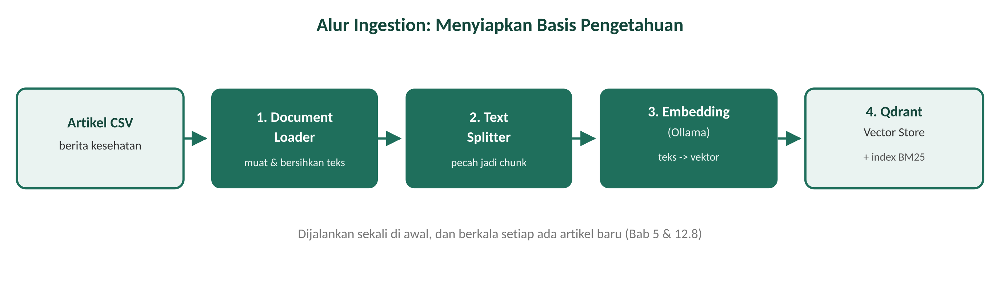 Alur Ingestion: Menyiapkan Basis Pengetahuan
Artikel CSV
berita kesehatan
1. Document
Loader
muat & bersihkan teks
2. Text
Splitter
pecah jadi chunk
3. Embedding
(Ollama)
teks -> vektor
4. Qdrant
Vector Store
+ index BM25
Dijalankan sekali di awal, dan berkala setiap ada artikel baru (Bab 5 & 12.8)